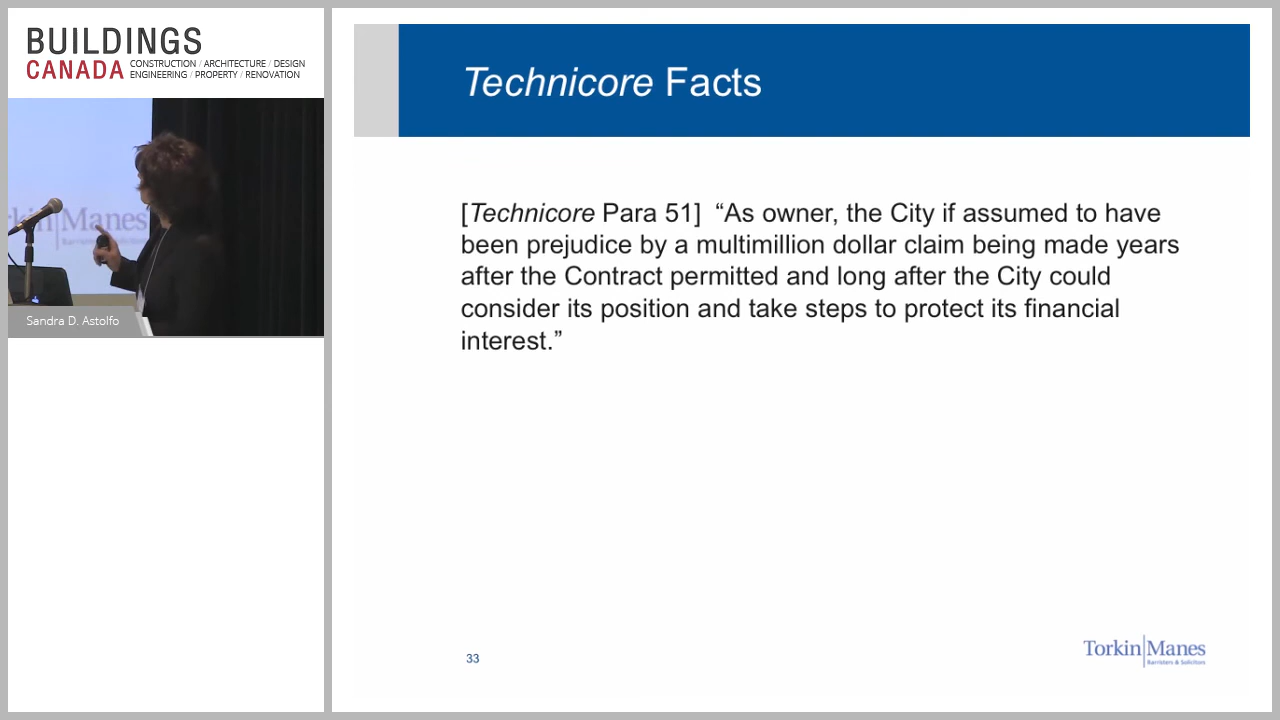 BUILDINGS
CANADA CONSTRUCTION / ARCHITECTURE / DESIGN
ENGINEERING / PROPERTY / RENOVATION
Manes
Sandra D. Astolfo
Technicore Facts
[Technicore Para 51] “As owner, the City if assumed to have
been prejudice by a multimillion dollar claim being made years
after the Contract permitted and long after the City could
consider its position and take steps to protect its financial
interest.”
33
Torkin Manes
Barristers & Solicitors